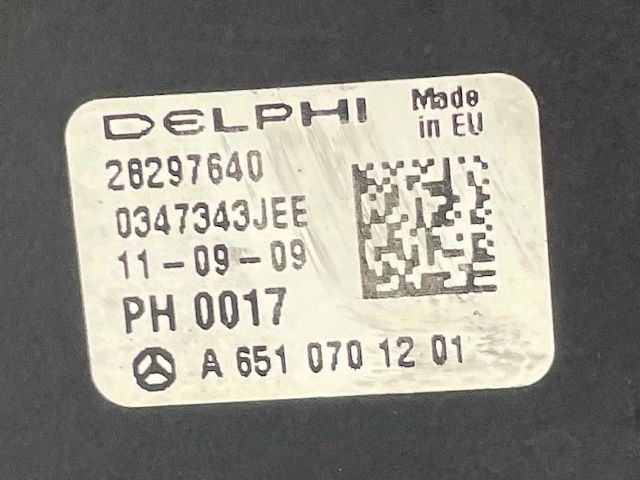 DELPHI
Made
in EU
28297640
0347343JEE
11-09-09
PH 0017
A 651 070 12 01